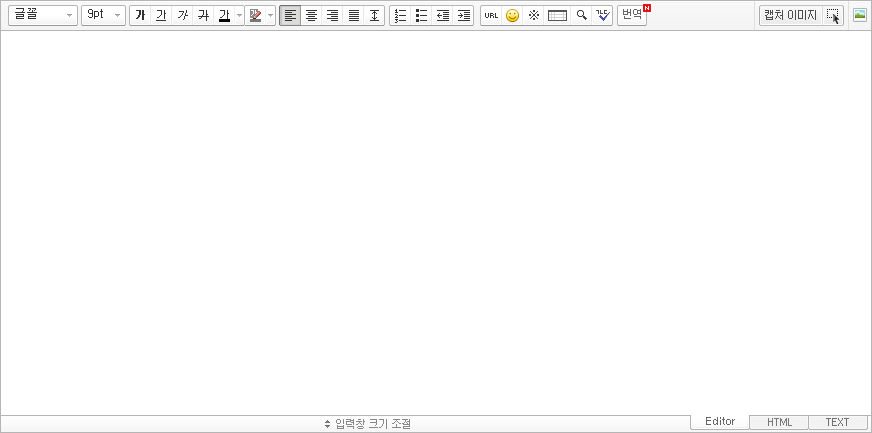 글꼴 9pt 가 가 가 가 가 URL ※ 번역 N 캡처 이미지
입력창 크기 조절 Editor HTML TEXT